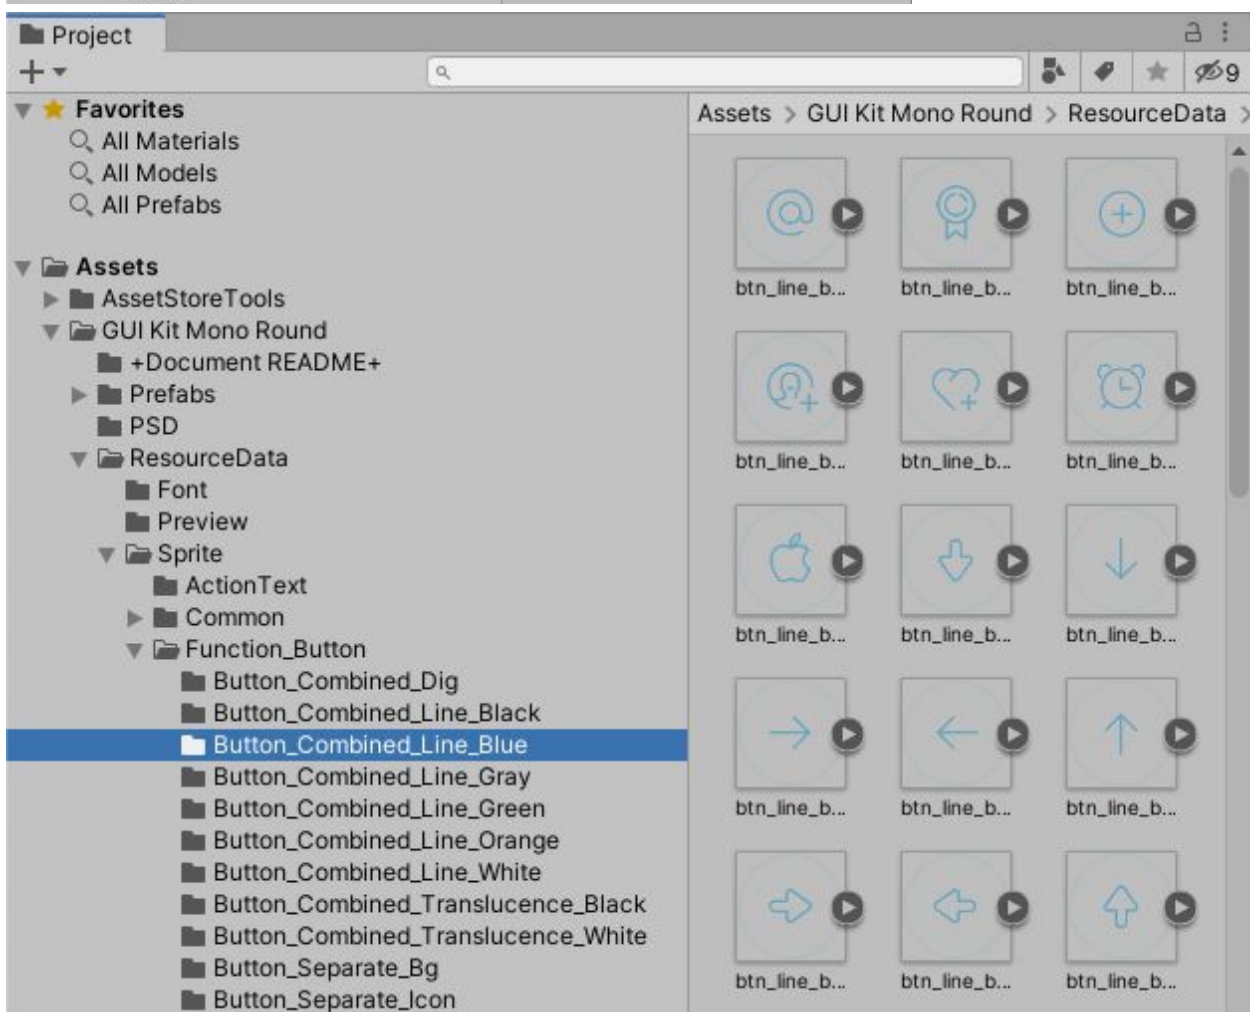 Project
9
Favorites
All Materials
All Models
All Prefabs
Assets
AssetStoreTools
GUI Kit Mono Round
+Document README+
Prefabs
PSD
ResourceData
Font
Preview
Sprite
ActionText
Common
Function_Button
Button_Combined_Dig
Button_Combined_Line_Black
Button_Combined_Line_Blue
Button_Combined_Line_Gray
Button_Combined_Line_Green
Button_Combined_Line_Orange
Button_Combined_Line_White
Button_Combined_Translucence_Black
Button_Combined_Translucence_White
Button_Separate_Bg
Button_Separate_Icon
Assets > GUI Kit Mono Round > ResourceData >
btn_line_b... btn_line_b... btn_line_b...
btn_line_b... btn_line_b... btn_line_b...
btn_line_b... btn_line_b... btn_line_b...
btn_line_b... btn_line_b... btn_line_b...
btn_line_b... btn_line_b... btn_line_b...